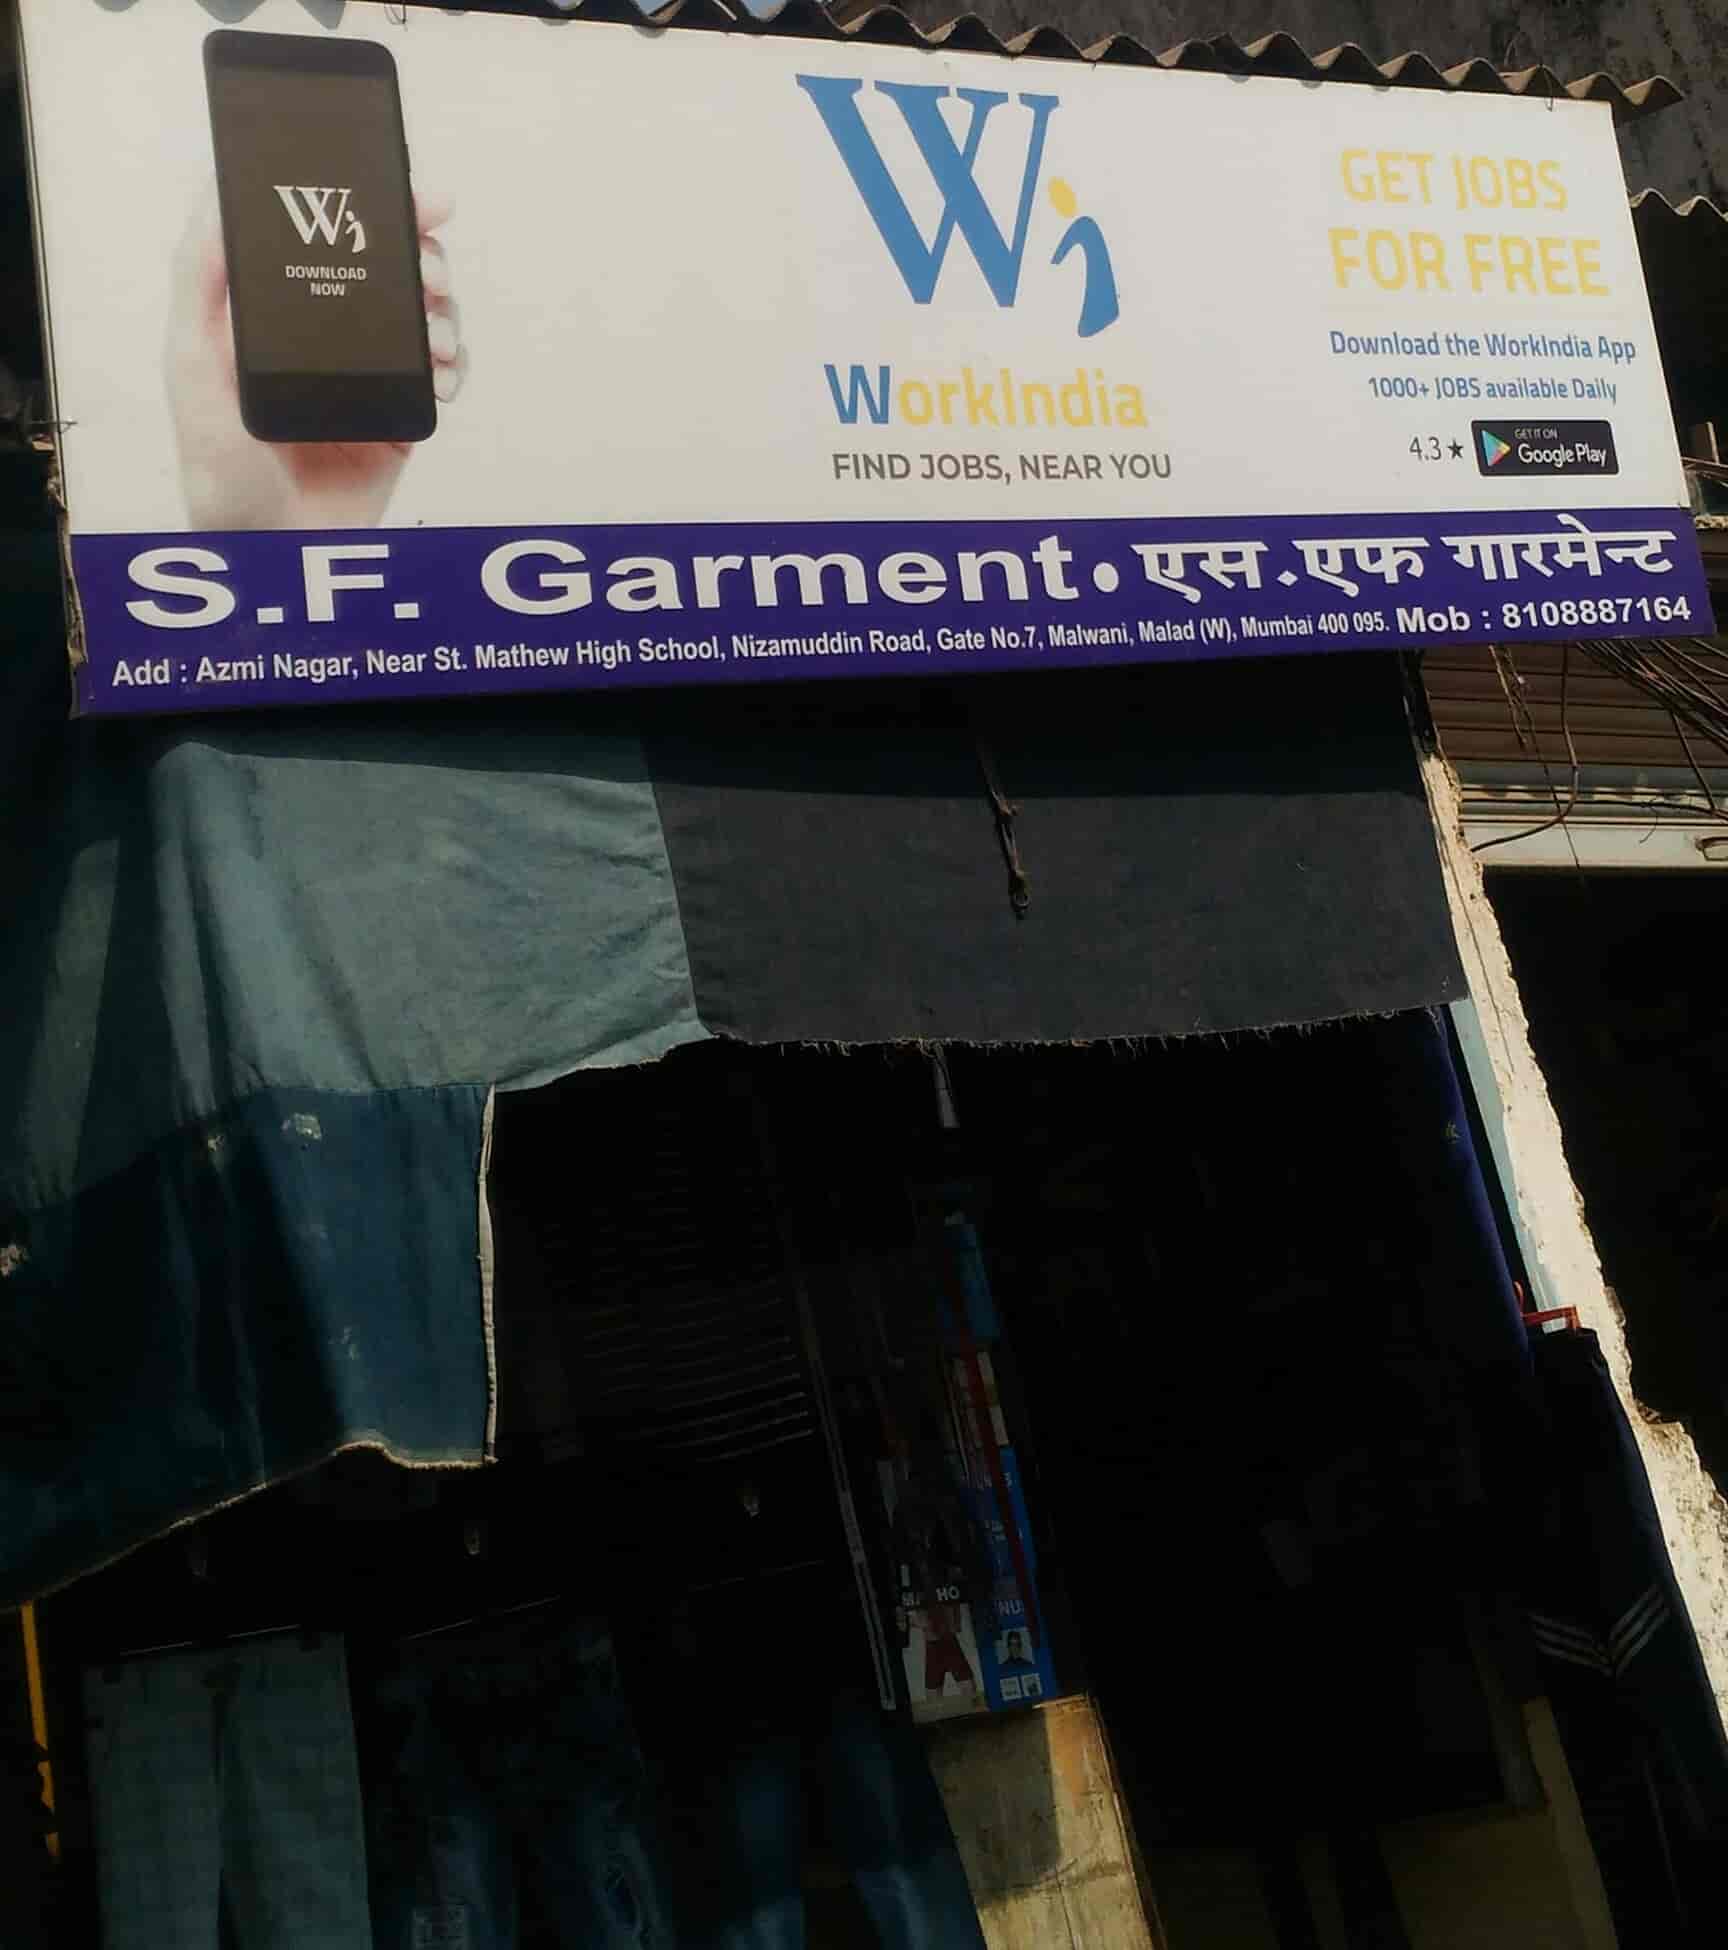 Wi
DOWNLOAD
NOW
Wi
WorkIndia
FIND JOBS, NEAR YOU
GET JOBS
FOR FREE
Download the WorkIndia App
1000+ JOBS available Daily
4.3★ GET IT ON
Google Play
S.F. Garment • एस.एफ गारमेन्ट
Add : Azmi Nagar, Near St. Mathew High School, Nizamuddin Road, Gate No.7, Malwani, Malad (W), Mumbai 400 095. Mob : 8108887164